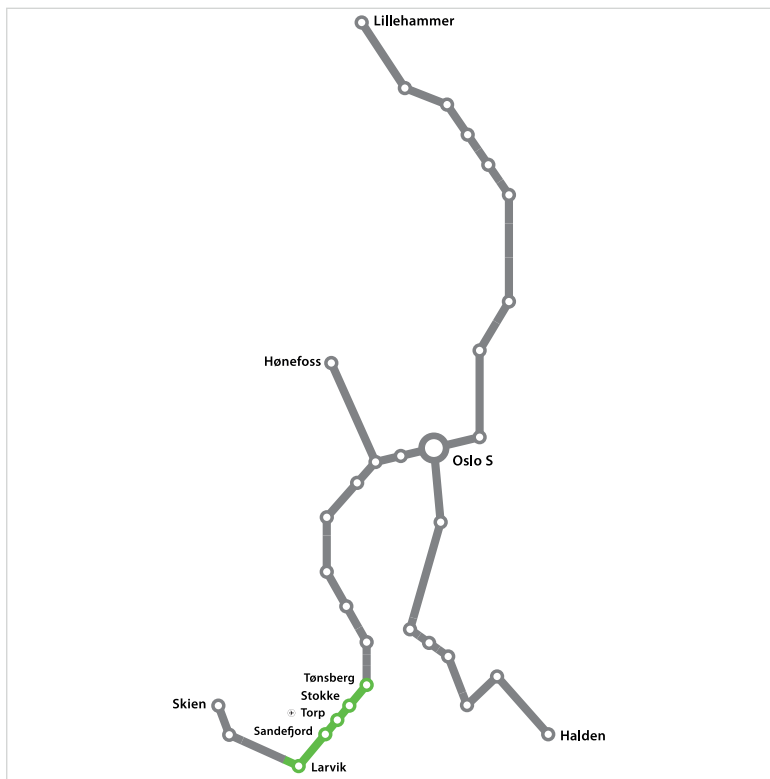 Lillehammer
Hønefoss
Oslo S
Tønsberg
Stokke
Skien
Torp
Sandefjord
Halden
Larvik